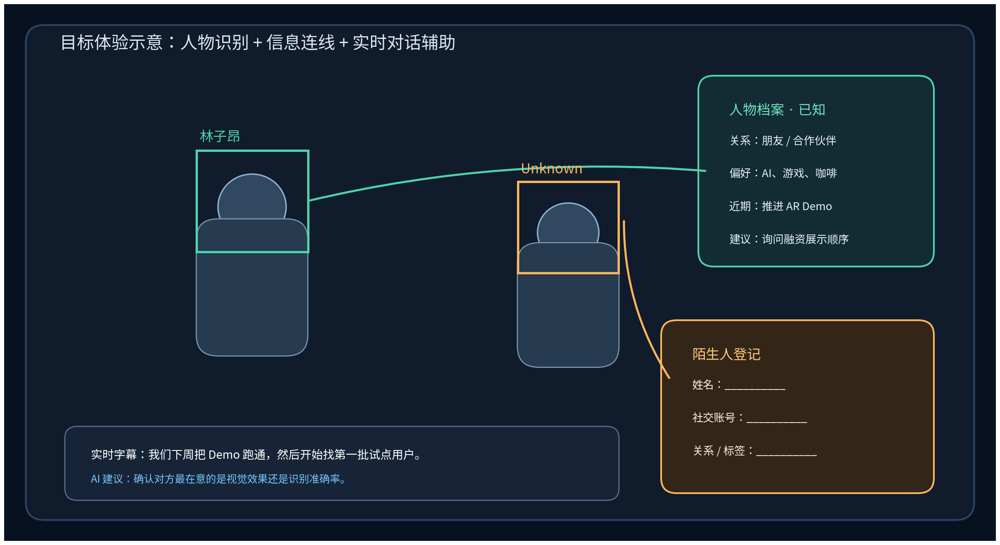 目标体验示意：人物识别 + 信息连线 + 实时对话辅助
林子昂
Unknown
人物档案 · 已知
关系：朋友 / 合作伙伴
偏好：AI、游戏、咖啡
近期：推进 AR Demo
建议：询问融资展示顺序
陌生人登记
姓名：__________
社交账号：__________
关系 / 标签：__________
实时字幕：我们下周把 Demo 跑通，然后开始找第一批试点用户。
AI 建议：确认对方最在意的是视觉效果还是识别准确率。